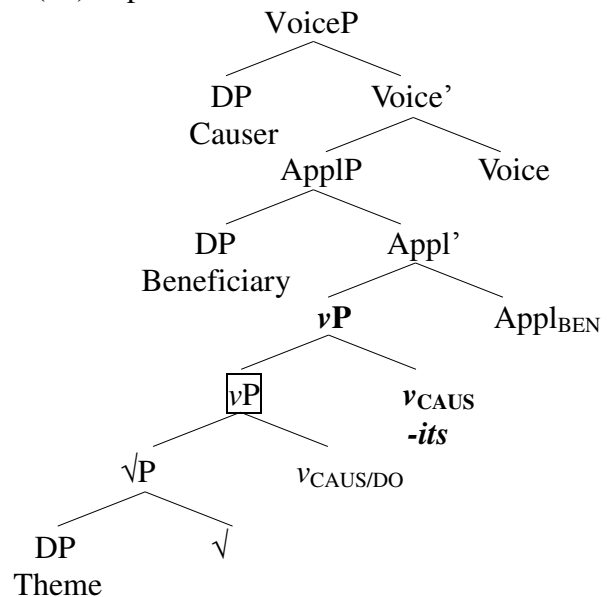 VoiceP
DP Voice’
Causer
ApplP Voice
DP Appl’
Beneficiary
vP ApplBEN
vP vCAUS
-its
√P vCAUS/DO
DP √
Theme